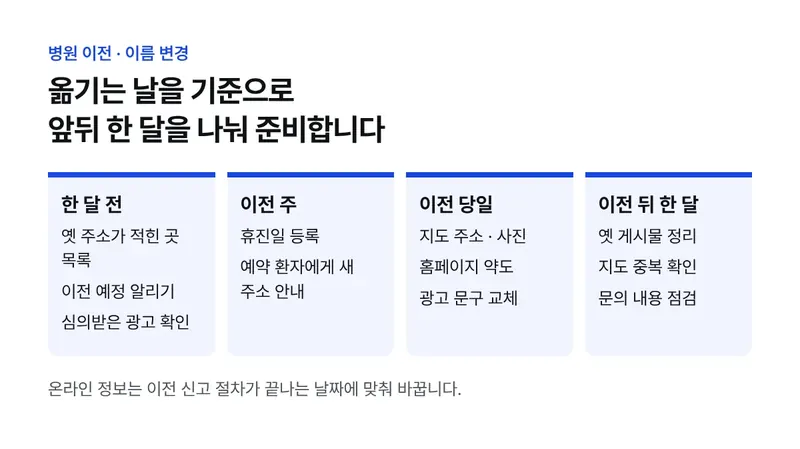 병원 이전 · 이름 변경
옮기는 날을 기준으로
앞뒤 한 달을 나눠 준비합니다
한 달 전
옛 주소가 적힌 곳
목록
이전 예정 알리기
심의받은 광고 확인
이전 주
휴진일 등록
예약 환자에게 새
주소 안내
이전 당일
지도 주소 · 사진
홈페이지 약도
광고 문구 교체
이전 뒤 한 달
옛 게시물 정리
지도 중복 확인
문의 내용 점검
온라인 정보는 이전 신고 절차가 끝나는 날짜에 맞춰 바꿉니다.